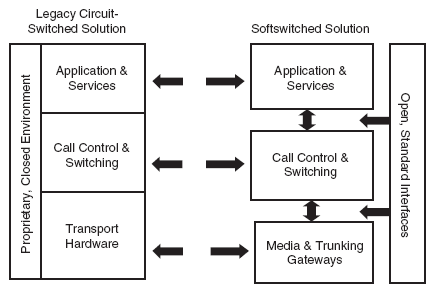 Legacy Circuit-
Switched Solution
Proprietary, Closed Environment
Application &
Services
Call Control &
Switching
Transport
Hardware
Softswitched Solution
Application &
Services
Call Control &
Switching
Media & Trunking
Gateways
Open, Standard Interfaces